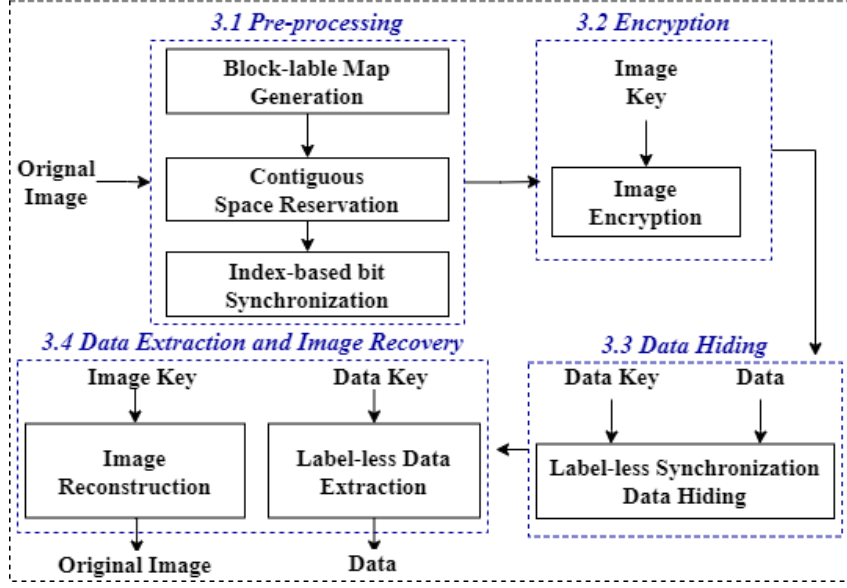 3.1 Pre-processing
Block-lable Map
Generation
Contiguous
Space Reservation
Index-based bit
Synchronization
Orignal
Image
3.2 Encryption
Image
Key
Image
Encryption
3.3 Data Hiding
Data Key
Data
Label-less Synchronization
Data Hiding
3.4 Data Extraction and Image Recovery
Image Key
Data Key
Image
Reconstruction
Label-less Data
Extraction
Original Image
Data